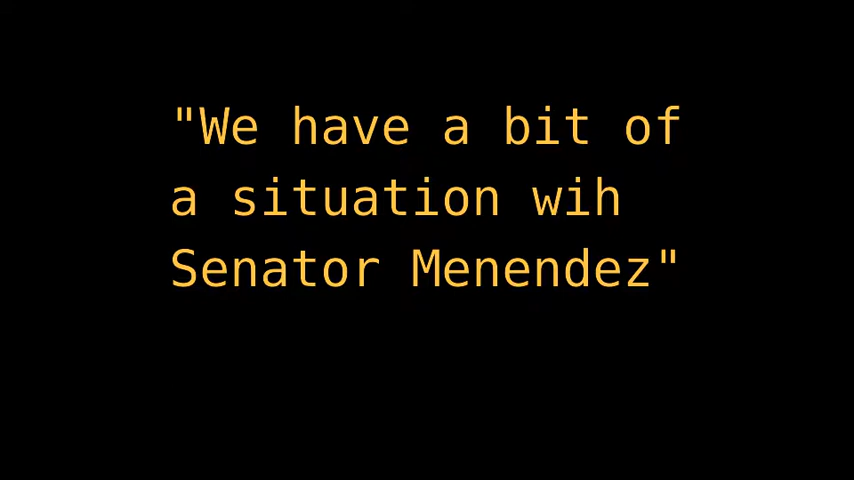 "We have a bit of
a situation wih
Senator Menendez"